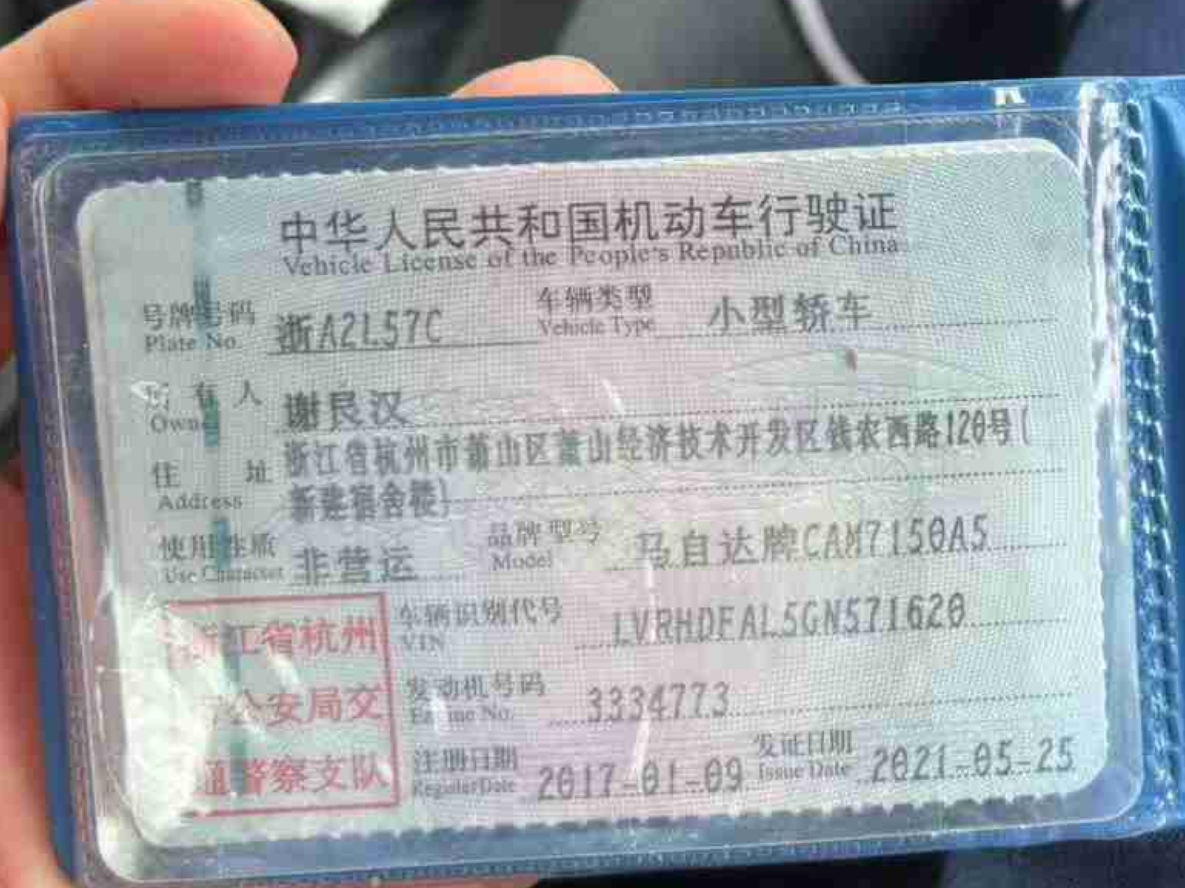 中华人民共和国机动车行驶证
Vehicle License of the People's Republic of China
号牌号码 浙A2L57C 车辆类型 小型轿车
Plate No. Vehicle Type
所有人 谢良汉
Owner
住址 浙江省杭州市萧山区萧山经济技术开发区钱农西路120号(
Address 新建宿舍楼)
使用性质 非营运 品牌型号 马自达牌CAM7150A5
Use Character Model
浙江省杭州
公安局交
通警察支队
车辆识别代号 LVRHDFAL5GN571620
VIN
发动机号码 3334773
Engine No.
注册日期 2017-01-09 发证日期 2021-05-25
Register Date Issue Date